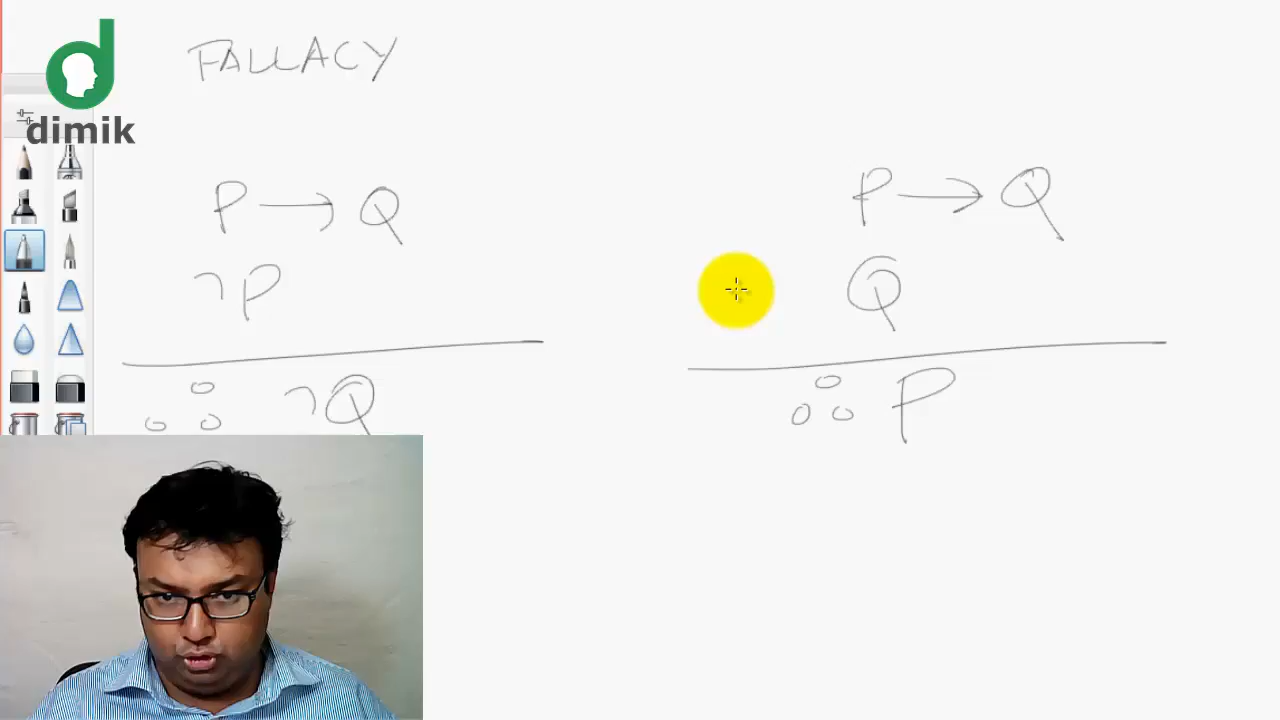 dimik
FALLACY
P → Q
¬P
∴ ¬Q
P → Q
Q
∴ P